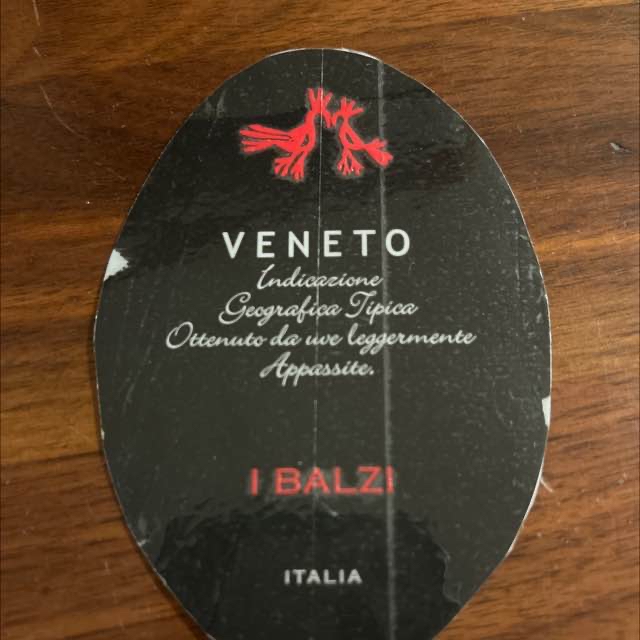 VENETO
Indicazione
Geografica Tipica
Ottenuto da uve leggermente
Appassite.
I BALZI
ITALIA